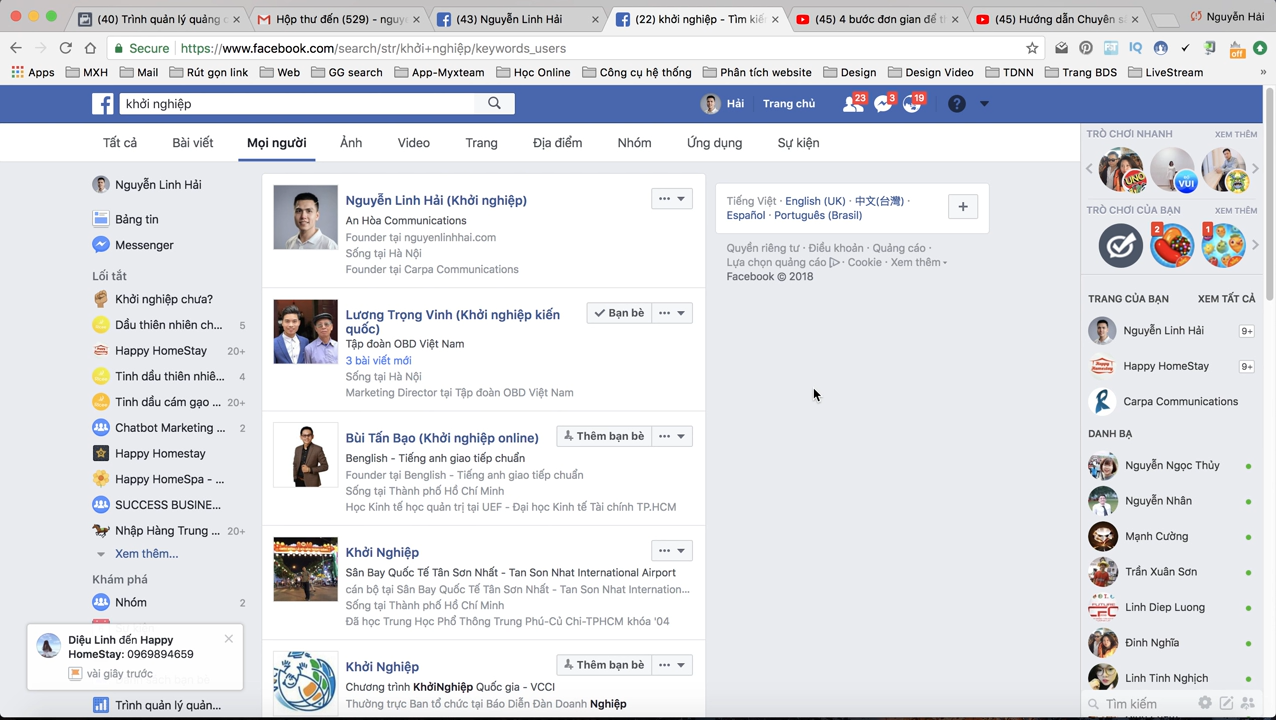 (40) Trình quản lý quảng c
Hộp thư đến (529) - nguy
(43) Nguyễn Linh Hải
(22) khởi nghiệp - Tìm kiế
(45) 4 bước đơn gian để t
(45) Hướng dẫn Chuyên s
Nguyễn Hải
Secure
https://www.facebook.com/search/str/khởi+nghiệp/keywords_users
off
Apps
MXH
Mail
Rút gọn link
Web
GG search
App-Myxteam
Học Online
Công cụ hệ thống
Phân tích website
Design
Design Video
TDNN
Trang BDS
LiveStream
»
khởi nghiệp
Hải
Trang chủ
23
3
19
Tất cả
Bài viết
Mọi người
Ảnh
Video
Trang
Địa điểm
Nhóm
Ứng dụng
Sự kiện
Nguyễn Linh Hải
Bảng tin
Messenger
Lối tắt
Khởi nghiệp chưa?
Dầu thiên nhiên ch... 5
Happy HomeStay 20+
Tinh dầu thiên nhiê... 4
Tinh dầu cám gạo ... 20+
Chatbot Marketing ... 2
Happy Homestay
Happy HomeSpa - ...
SUCCESS BUSINE...
Nhập Hàng Trung ... 20+
Xem thêm...
Khám phá
Nhóm 2
Diệu Linh đến Happy
HomeStay: 0969894659
vài giây trước
Trình quản lý quản...
Nguyễn Linh Hải (Khởi nghiệp)
An Hòa Communications
Founder tại nguyenlinhhai.com
Sống tại Hà Nội
Founder tại Carpa Communications
Lương Trọng Vinh (Khởi nghiệp kiến
quốc)
Bạn bè
Tập đoàn OBD Việt Nam
3 bài viết mới
Sống tại Hà Nội
Marketing Director tại Tập đoàn OBD Việt Nam
Bùi Tấn Bạo (Khởi nghiệp online)
Thêm bạn bè
Benglish - Tiếng anh giao tiếp chuẩn
Founder tại Benglish - Tiếng anh giao tiếp chuẩn
Sống tại Thành phố Hồ Chí Minh
Học Kinh tế học quản trị tại UEF - Đại học Kinh tế Tài chính TP.HCM
Khởi Nghiệp
Sân Bay Quốc Tế Tân Sơn Nhất - Tan Son Nhat International Airport
cán bộ tại Sân Bay Quốc Tế Tân Sơn Nhất - Tan Son Nhat Internation...
Sống tại Thành phố Hồ Chí Minh
Đã học Trung Học Phổ Thông Trung Phú-Củ Chi-TPHCM khóa '04
Khởi Nghiệp
Thêm bạn bè
Chương trình KhởiNghiệp Quốc gia - VCCI
Thường trực Ban tổ chức tại Báo Diễn Đàn Doanh Nghiệp
Tiếng Việt · English (UK) · 中文(台灣) ·
Español · Português (Brasil)
Quyền riêng tư · Điều khoản · Quảng cáo ·
Lựa chọn quảng cáo · Cookie · Xem thêm
Facebook © 2018
TRÒ CHƠI NHANH
XEM THÊM
UNO
VUI
TRÒ CHƠI CỦA BẠN
XEM THÊM
2
1
TRANG CỦA BẠN
XEM TẤT CẢ
Nguyễn Linh Hải 9+
Happy HomeStay 9+
Carpa Communications
DANH BẠ
Nguyễn Ngọc Thủy
Nguyễn Nhân
Mạnh Cường
Trần Xuân Sơn
Linh Diep Luong
Đinh Nghĩa
Linh Tinh Nghịch
Tìm kiếm